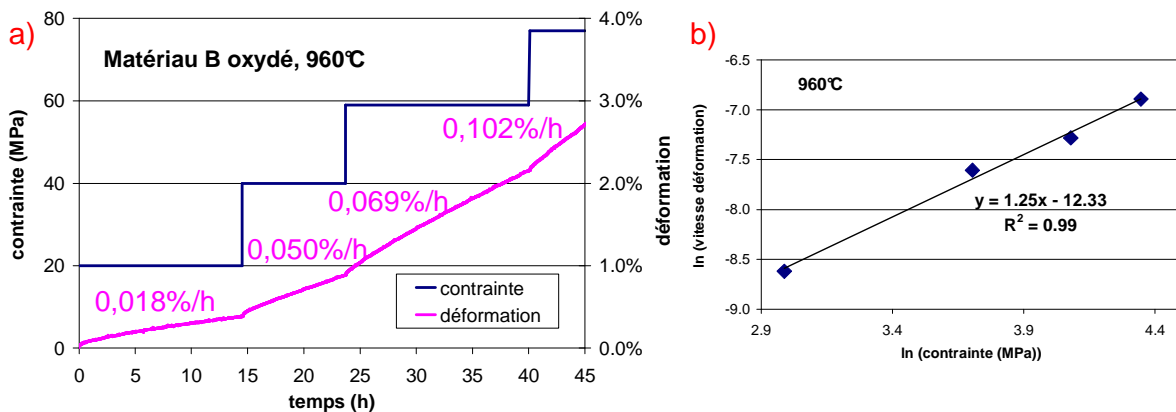 a)
80
60
40
20
0
contrainte (MPa)
Matériau B oxydé, 960°C
0,018%/h
0,050%/h
0,069%/h
0,102%/h
contrainte
déformation
0 5 10 15 20 25 30 35 40 45
temps (h)
4.0%
3.0%
2.0%
1.0%
0.0%
déformation
b)
-6.5
-7.0
-7.5
-8.0
-8.5
-9.0
ln (vitesse déformation)
960°C
y = 1.25x - 12.33
R² = 0.99
2.9 3.4 3.9 4.4
ln (contrainte (MPa))